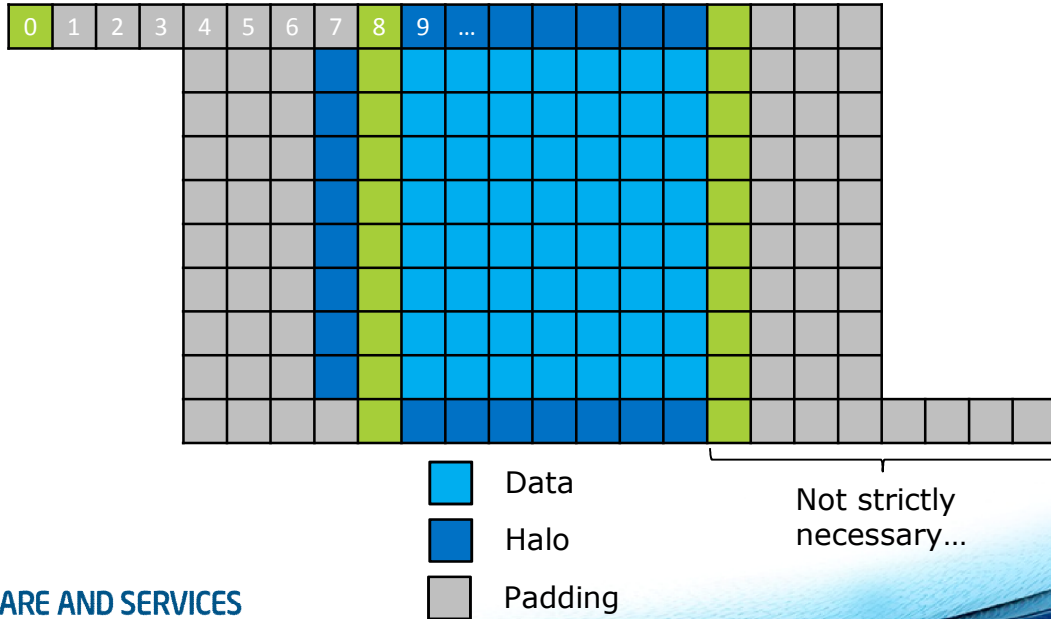 0 1 2 3 4 5 6 7 8 9 ...
Data
Halo
Padding
Not strictly
necessary...
ARE AND SERVICES